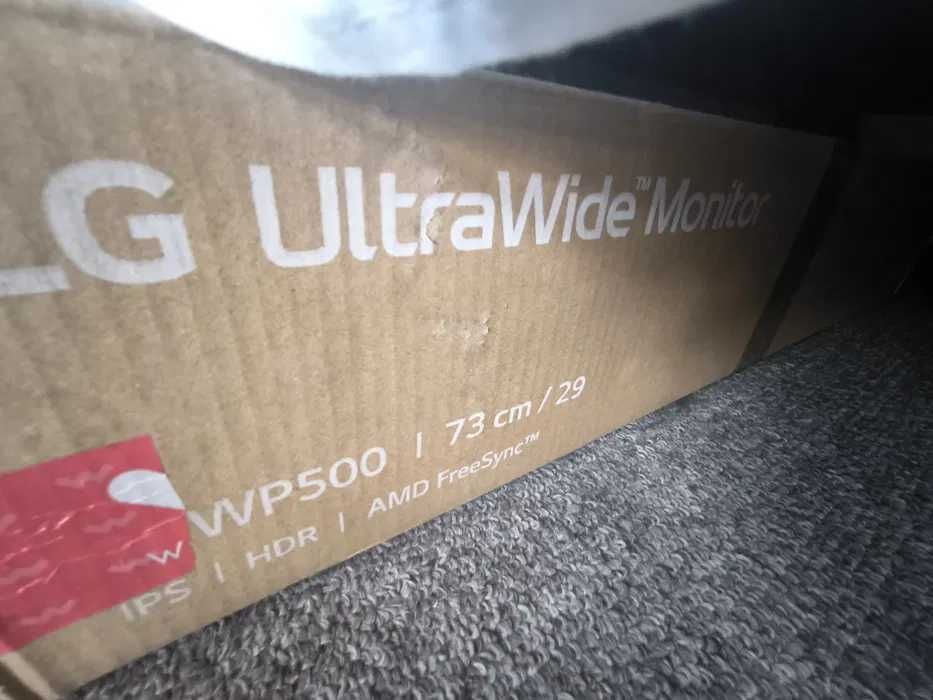 LG UltraWide™ Monitor
WP500 | 73 cm / 29
IPS | HDR | AMD FreeSync™